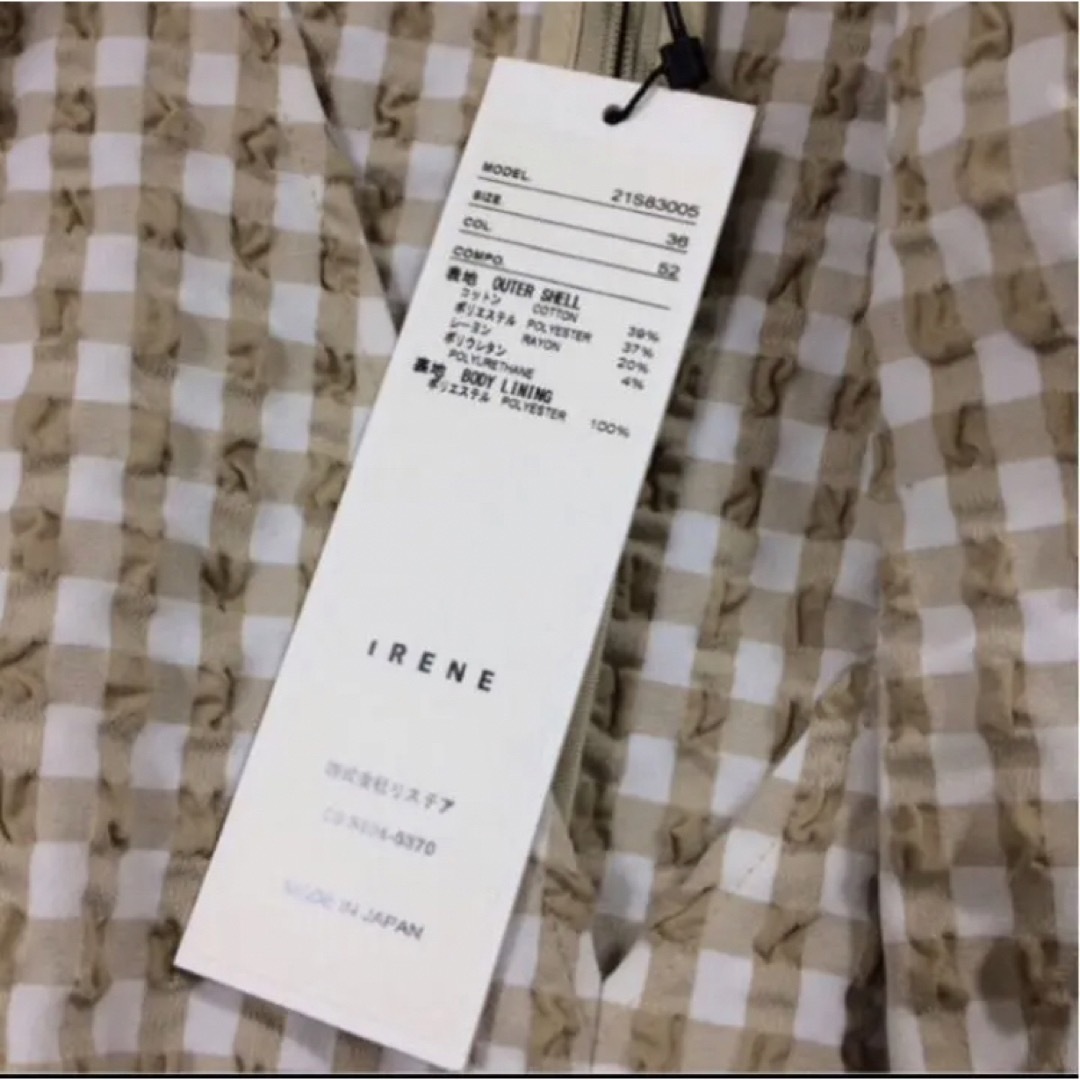 MODEL. 21S83005
SIZE. 36
COL. 52
COMPO.
表地 OUTER SHELL
コットン COTTON 39%
ポリエステル POLYESTER 37%
レーヨン RAYON 20%
ポリウレタン
POLYURETHANE 4%
裏地 BODY LINING
ポリエステル POLYESTER 100%
IRENE
株式会社リステア
MADE IN JAPAN